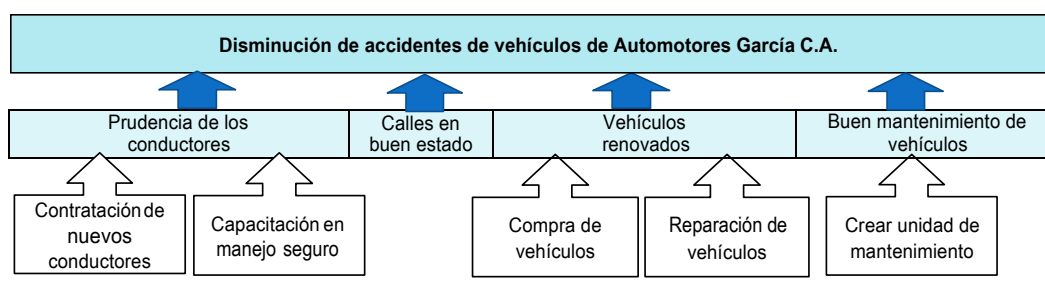 Disminución de accidentes de vehículos de Automotores García C.A.
Prudencia de los
conductores
Calles en
buen estado
Vehículos
renovados
Buen mantenimiento de
vehículos
Contratación de
nuevos
conductores
Capacitación en
manejo seguro
Compra de
vehículos
Reparación de
vehículos
Crear unidad de
mantenimiento